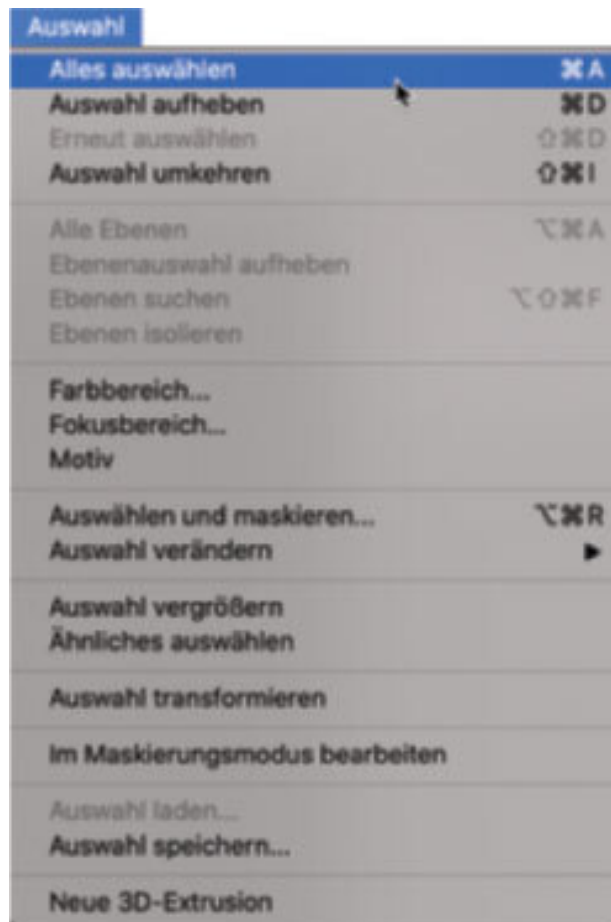 Auswahl
Alles auswählen ⌘A
Auswahl aufheben ⌘D
Erneut auswählen ⇧⌘D
Auswahl umkehren ⇧⌘I
Alle Ebenen ⌥⌘A
Ebenenauswahl aufheben
Ebenen suchen ⌥⇧⌘F
Ebenen isolieren
Farbbereich...
Fokusbereich...
Motiv
Auswählen und maskieren... ⌥⌘R
Auswahl verändern ▶
Auswahl vergrößern
Ähnliches auswählen
Auswahl transformieren
Im Maskierungsmodus bearbeiten
Auswahl laden...
Auswahl speichern...
Neue 3D-Extrusion